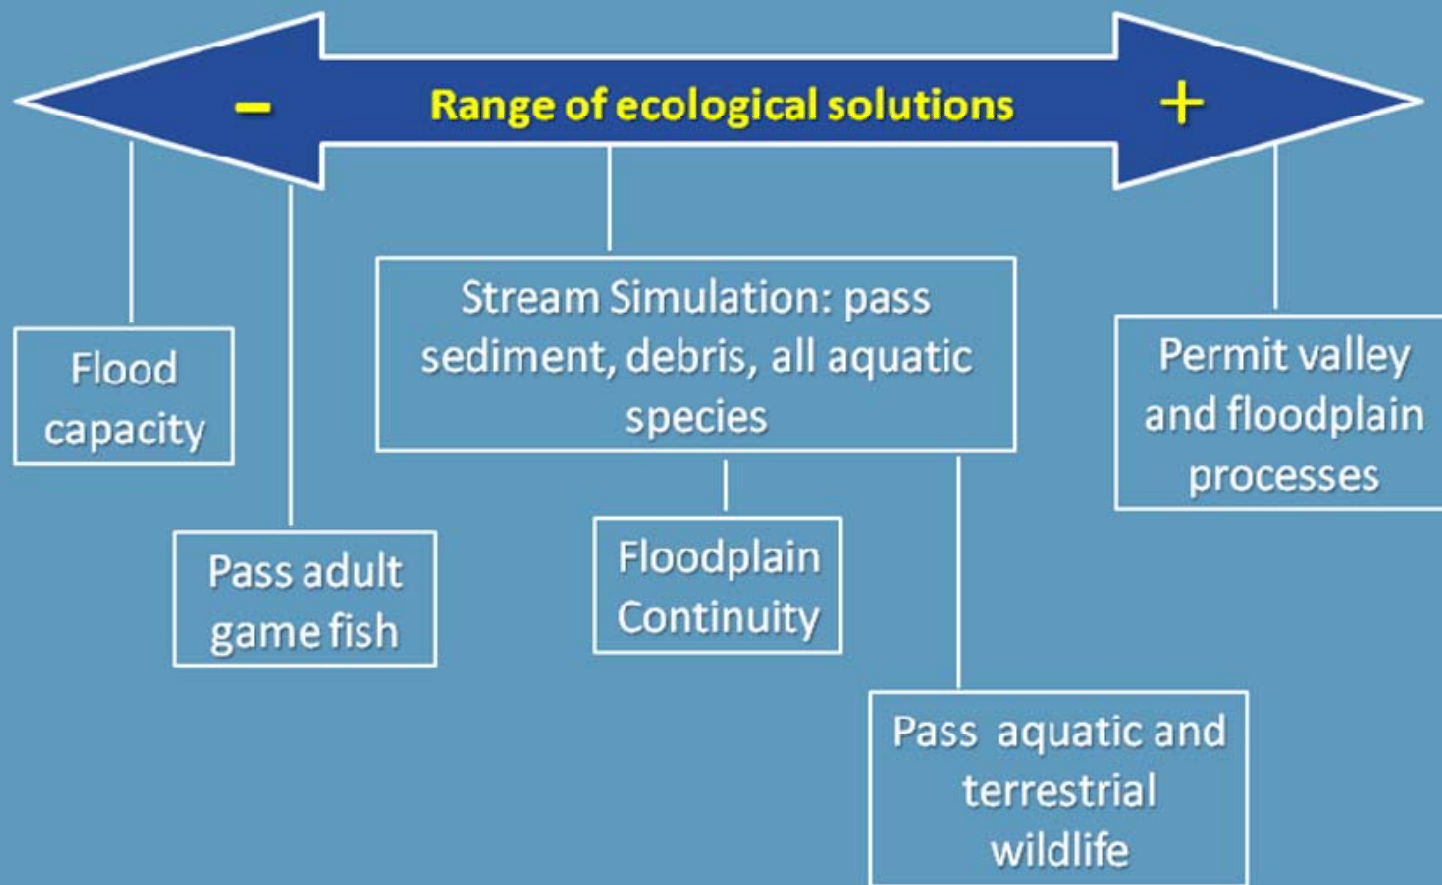 – Range of ecological solutions +
Flood
capacity
Pass adult
game fish
Stream Simulation: pass
sediment, debris, all aquatic
species
Floodplain
Continuity
Pass aquatic and
terrestrial
wildlife
Permit valley
and floodplain
processes